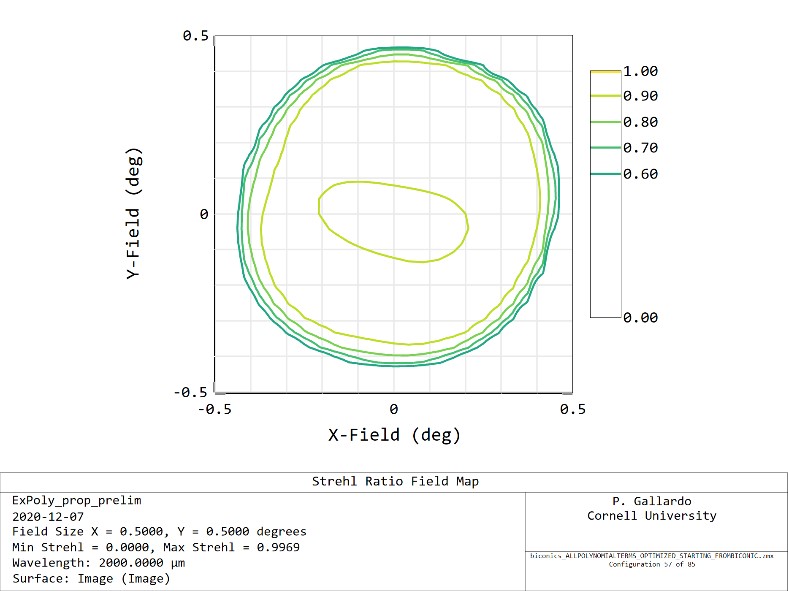 0.5
0
-0.5
Y-Field (deg)
-0.5
0
0.5
X-Field (deg)
1.00
0.90
0.80
0.70
0.60
0.00
Strehl Ratio Field Map
ExPoly_prop_prelim
2020-12-07
Field Size X = 0.5000, Y = 0.5000 degrees
Min Strehl = 0.0000, Max Strehl = 0.9969
Wavelength: 2000.0000 µm
Surface: Image (Image)
P. Gallardo
Cornell University
biconics_ALLPOLYNOMIALTERMS_OPTIMIZED_STARTING_FROMBICONIC.zmx
Configuration 57 of 85